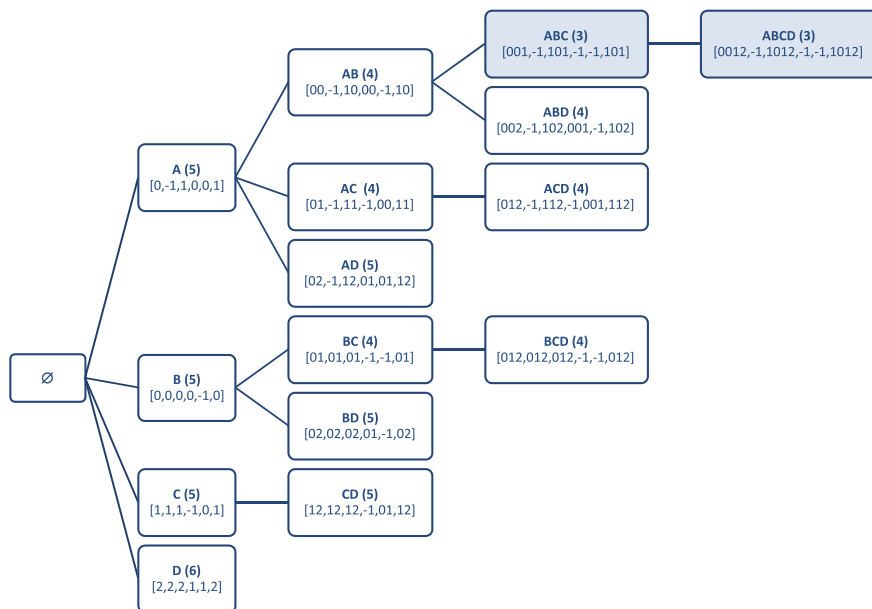 ABC (3)
[001,-1,101,-1,-1,101]
ABCD (3)
[0012,-1,1012,-1,-1,1012]
AB (4)
[00,-1,10,00,-1,10]
ABD (4)
[002,-1,102,001,-1,102]
A (5)
[0,-1,1,0,0,1]
AC (4)
[01,-1,11,-1,00,11]
ACD (4)
[012,-1,112,-1,001,112]
AD (5)
[02,-1,12,01,01,12]
∅
BC (4)
[01,01,01,-1,-1,01]
BCD (4)
[012,012,012,-1,-1,012]
B (5)
[0,0,0,0,-1,0]
BD (5)
[02,02,02,01,-1,02]
C (5)
[1,1,1,-1,0,1]
CD (5)
[12,12,12,-1,01,12]
D (6)
[2,2,2,1,1,2]